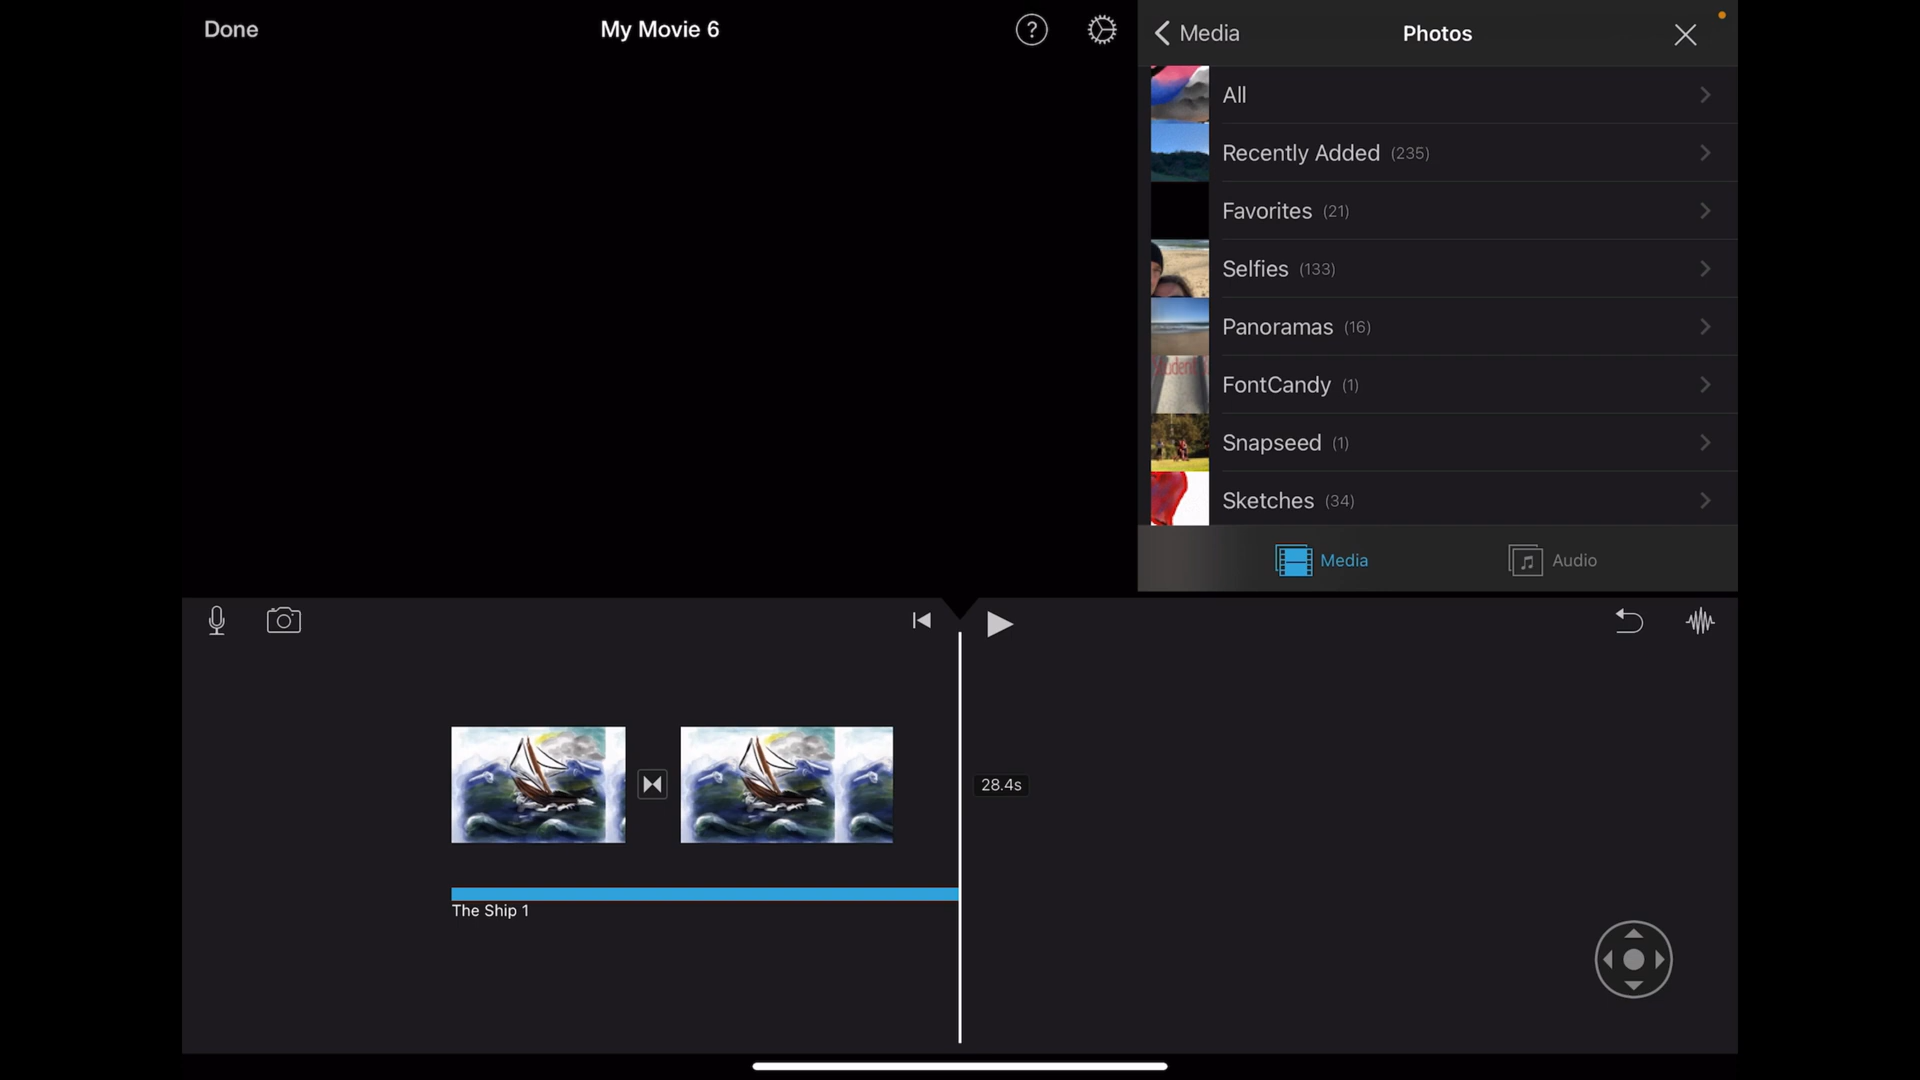 Done
My Movie 6
?
Media
Photos
All
Recently Added (235)
Favorites (21)
Selfies (133)
Panoramas (16)
FontCandy (1)
Snapseed (1)
Sketches (34)
Media
Audio
28.4s
The Ship 1